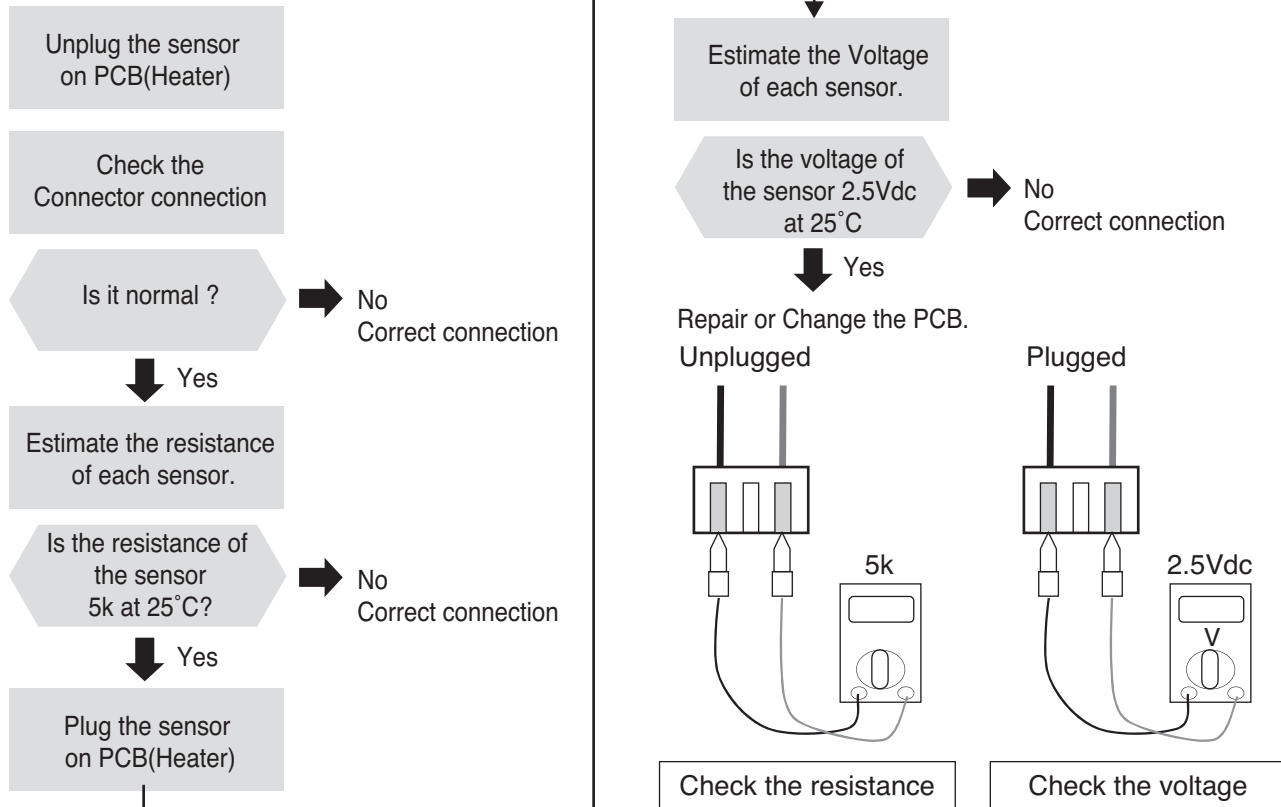 Unplug the sensor
on PCB(Heater)
Check the
Connector connection
Is it normal ?
No
Correct connection
Yes
Estimate the resistance
of each sensor.
Is the resistance of
the sensor
5k at 25˚C?
No
Correct connection
Yes
Plug the sensor
on PCB(Heater)
Estimate the Voltage
of each sensor.
Is the voltage of
the sensor 2.5Vdc
at 25˚C
No
Correct connection
Yes
Repair or Change the PCB.
Unplugged
5k
Check the resistance
Plugged
2.5Vdc
V
Check the voltage